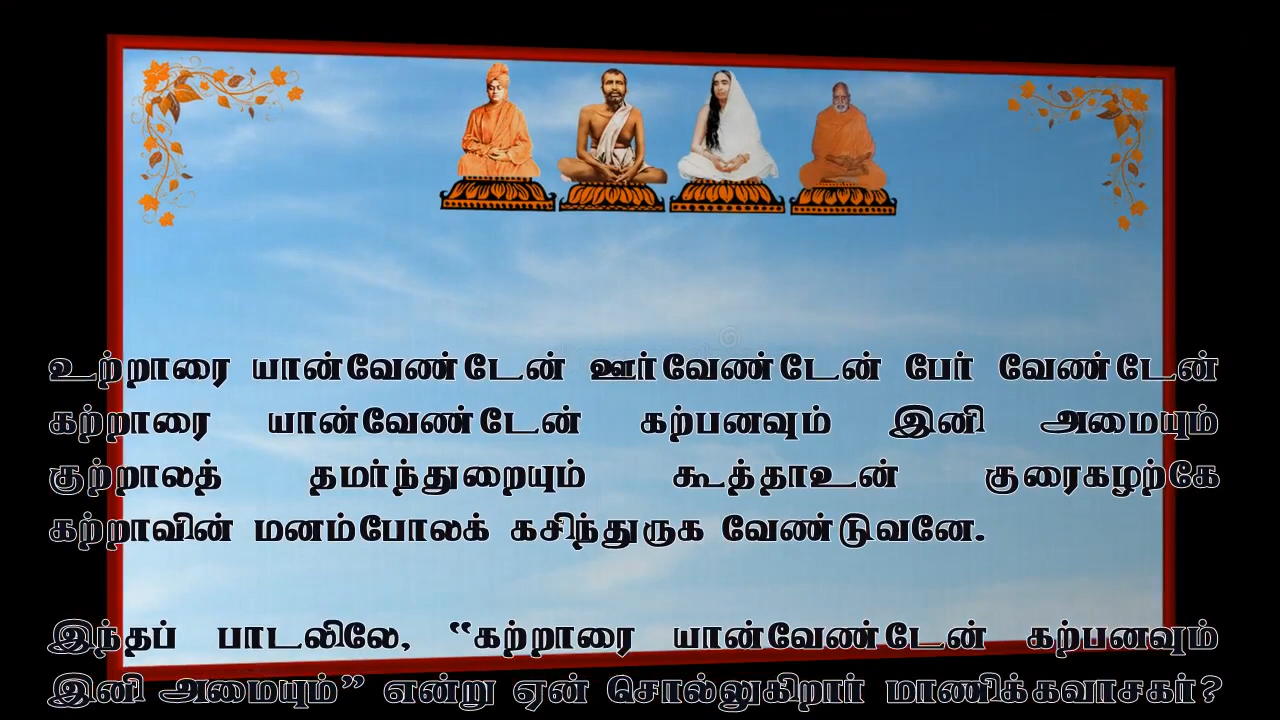 உற்றாரை யான்வேண்டேன் ஊர்வேண்டேன் பேர் வேண்டேன்
கற்றாரை யான்வேண்டேன் கற்பனவும் இனி அமையும்
குற்றாலத் தமர்ந்துறையும் கூத்தாஉன் குரைகழற்கே
கற்றாவின் மனம்போலக் கசிந்துருக வேண்டுவனே.
இந்தப் பாடலிலே, “கற்றாரை யான்வேண்டேன் கற்பனவும்
இனி அமையும்” என்று ஏன் சொல்லுகிறார் மாணிக்கவாசகர்?